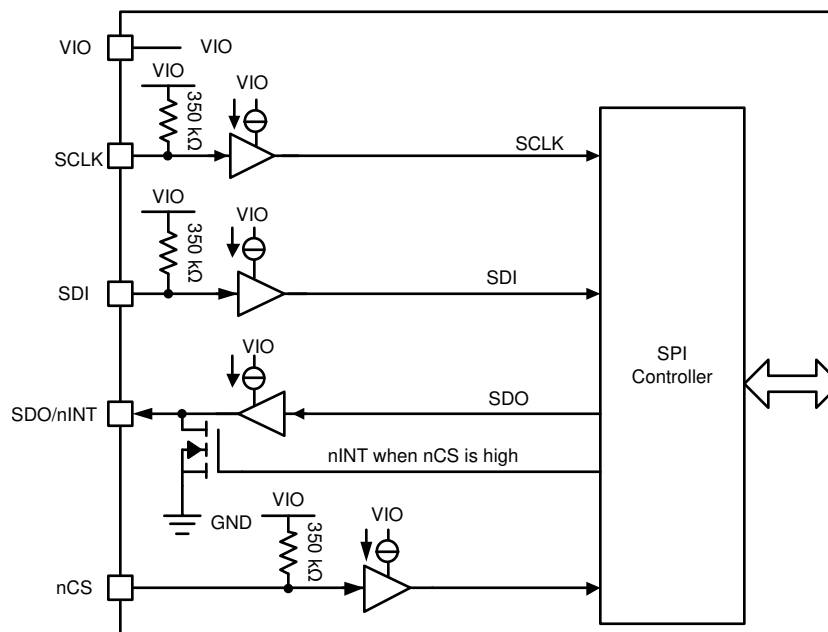 VIO VIO
VIO
350 kΩ
VIO
SCLK
SCLK
VIO
350 kΩ
VIO
SDI
SDI
SPI
Controller
VIO
SDO
SDO/nINT
nINT when nCS is high
GND
VIO
350 kΩ
VIO
nCS